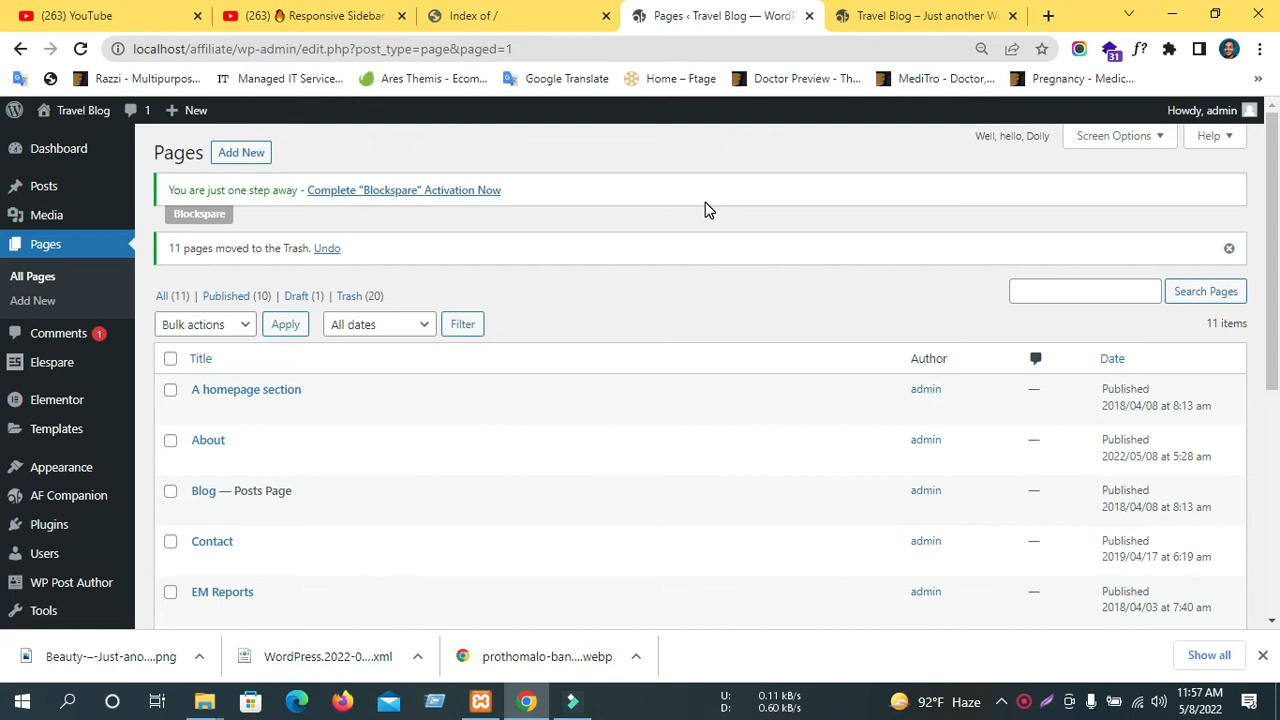 (263) YouTube
(263) 🔥 Responsive Sidebar
Index of /
Pages ‹ Travel Blog — WordP
Travel Blog – Just another W
localhost/affiliate/wp-admin/edit.php?post_type=page&paged=1
31
f?
Razzi - Multipurpos...
IT Managed IT Service...
Ares Themis - Ecom...
Google Translate
Home – Ftage
Doctor Preview - Th...
MediTro - Doctor,...
Pregnancy - Medic...
»
Travel Blog
1
New
Howdy, admin
Dashboard
Posts
Media
Pages
All Pages
Add New
Comments 1
Elespare
Elementor
Templates
Appearance
AF Companion
Plugins
Users
WP Post Author
Tools
Well, hello, Dolly
Screen Options
Help
Pages
Add New
You are just one step away - Complete "Blockspare" Activation Now
Blockspare
11 pages moved to the Trash. Undo
All (11) | Published (10) | Draft (1) | Trash (20)
Search Pages
Bulk actions
Apply
All dates
Filter
11 items
Title
Author
Date
A homepage section
admin
—
Published
2018/04/08 at 8:13 am
About
admin
—
Published
2022/05/08 at 5:28 am
Blog — Posts Page
admin
—
Published
2018/04/08 at 8:13 am
Contact
admin
—
Published
2019/04/17 at 6:19 am
EM Reports
admin
—
Published
2018/04/03 at 7:40 am
Beauty-–-Just-ano....png
WordPress.2022-0....xml
prothomalo-ban....webp
Show all
U: 0.11 kB/s
D: 0.60 kB/s
92°F Haze
11:57 AM
5/8/2022